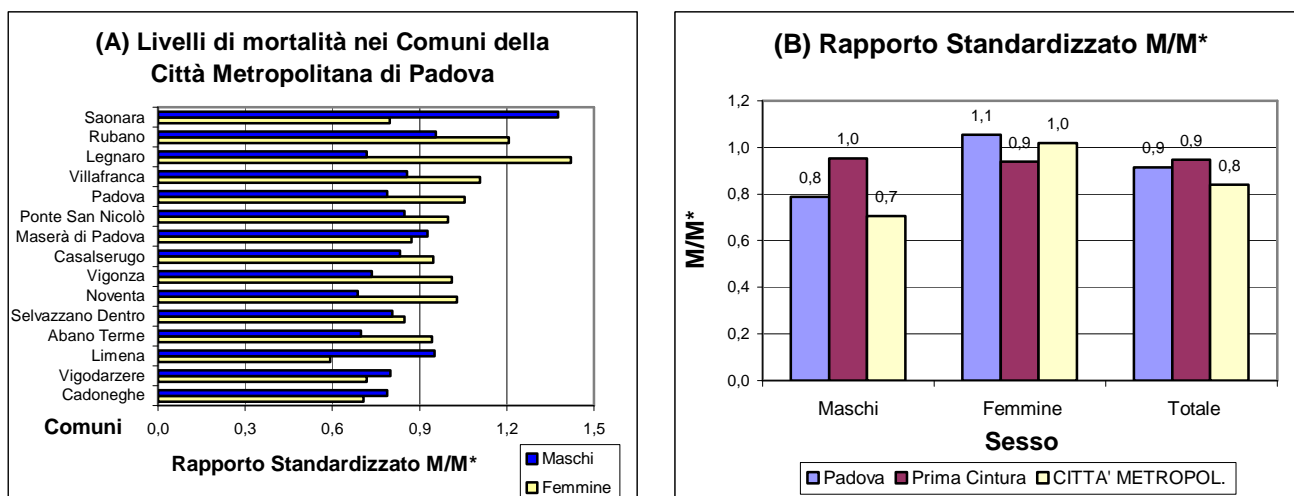 (A) Livelli di mortalità nei Comuni della
Città Metropolitana di Padova
Saonara
Rubano
Legnaro
Villafranca
Padova
Ponte San Nicolò
Maserà di Padova
Casalserugo
Vigonza
Noventa
Selvazzano Dentro
Abano Terme
Limena
Vigodarzere
Cadoneghe
Comuni
0,0 0,3 0,6 0,9 1,2 1,5
Rapporto Standardizzato M/M*
Maschi
Femmine
(B) Rapporto Standardizzato M/M*
M/M*
1,2
1,0
0,8
0,6
0,4
0,2
0,0
0,8 1,0 0,7 1,1 0,9 1,0 0,9 0,9 0,8
Maschi Femmine Totale
Sesso
Padova Prima Cintura CITTA' METROPOL.